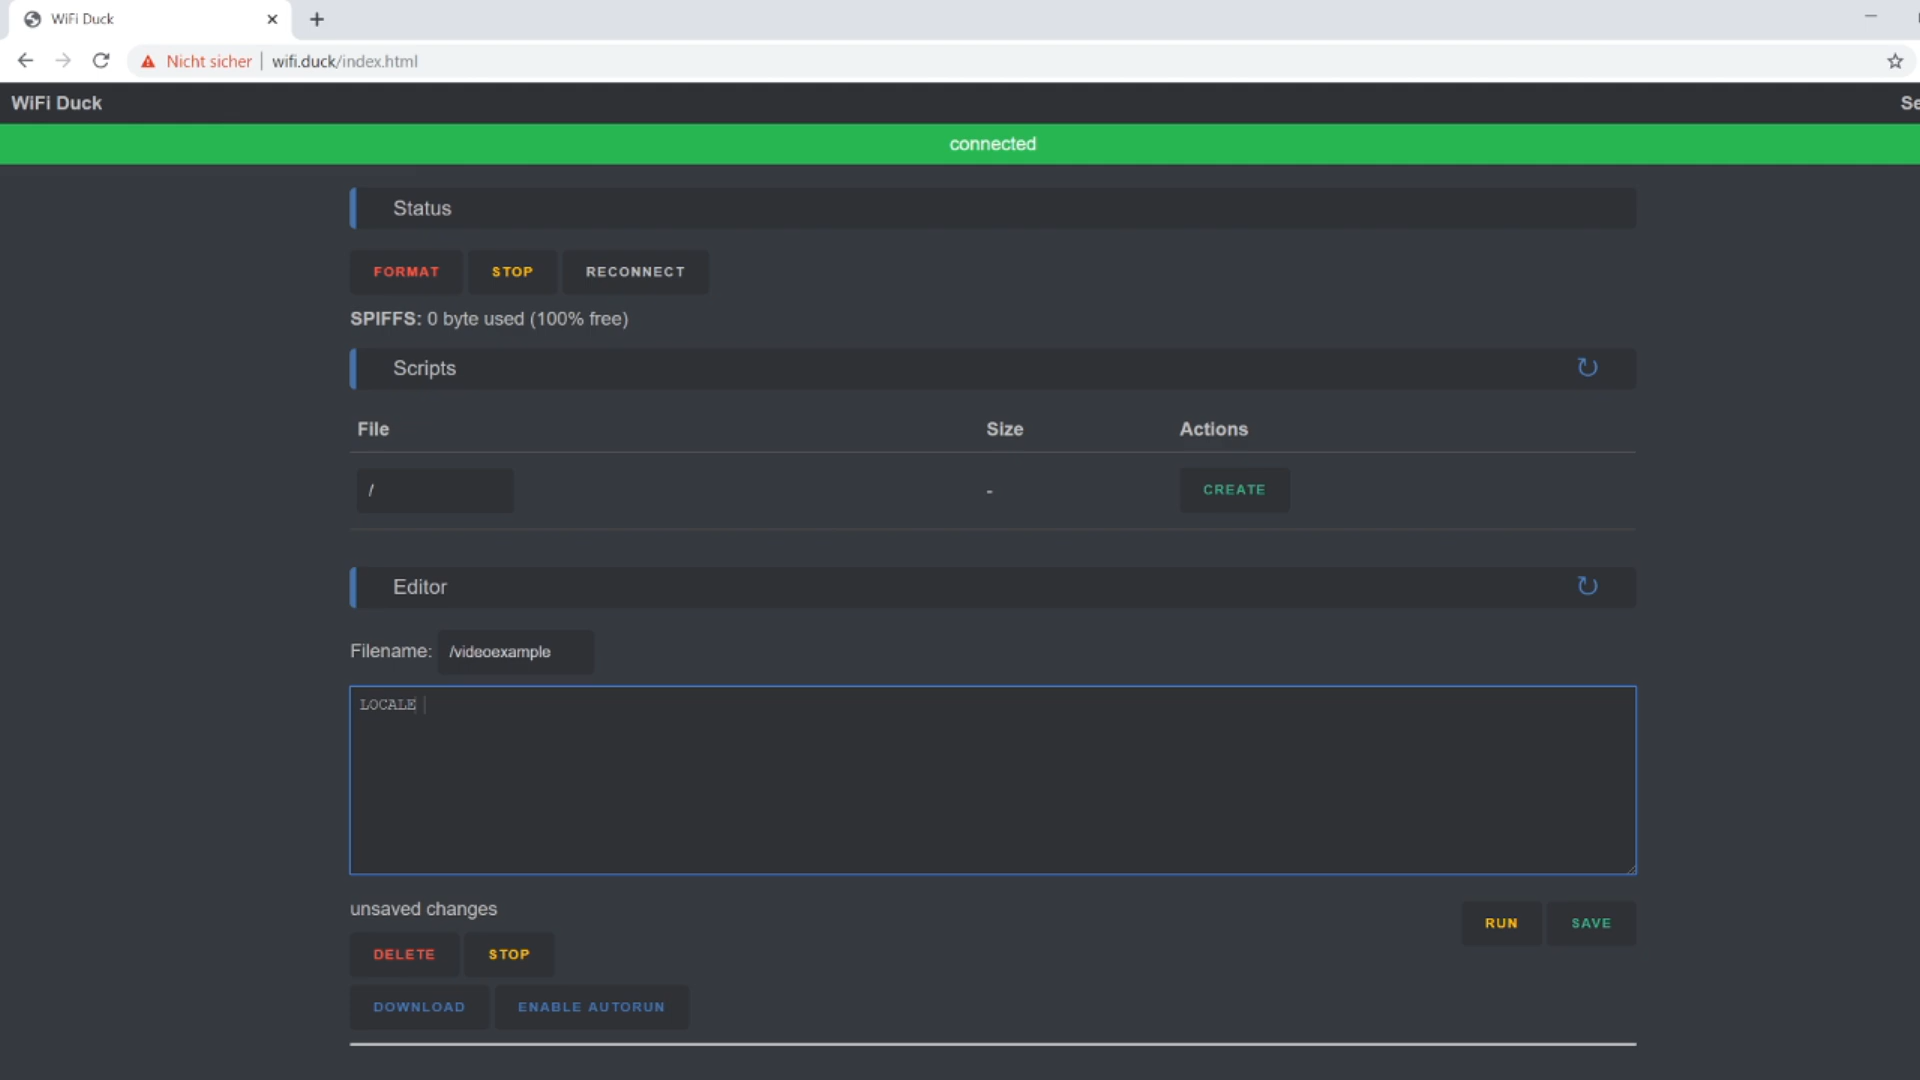 WiFi Duck
Nicht sicher | wifi.duck/index.html
WiFi Duck
Se
connected
Status
FORMAT STOP RECONNECT
SPIFFS: 0 byte used (100% free)
Scripts
File Size Actions
/ - CREATE
Editor
Filename: /videoexample
LOCALE
unsaved changes
RUN SAVE
DELETE STOP
DOWNLOAD ENABLE AUTORUN